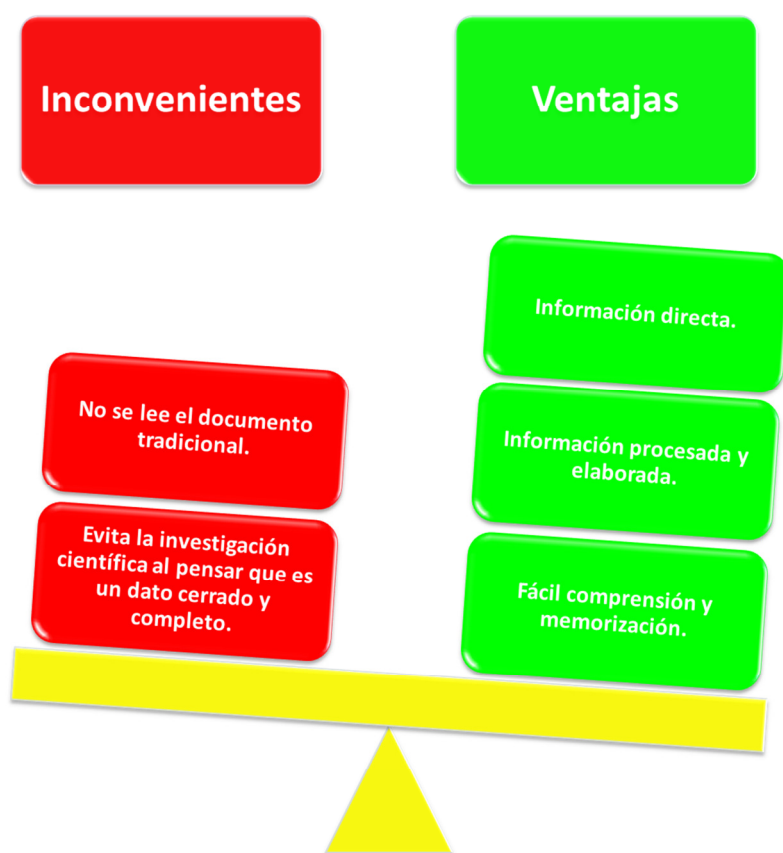 Inconvenientes
Ventajas
Información directa.
No se lee el documento
tradicional.
Información procesada y
elaborada.
Evita la investigación
científica al pensar que es
un dato cerrado y
completo.
Fácil comprensión y
memorización.